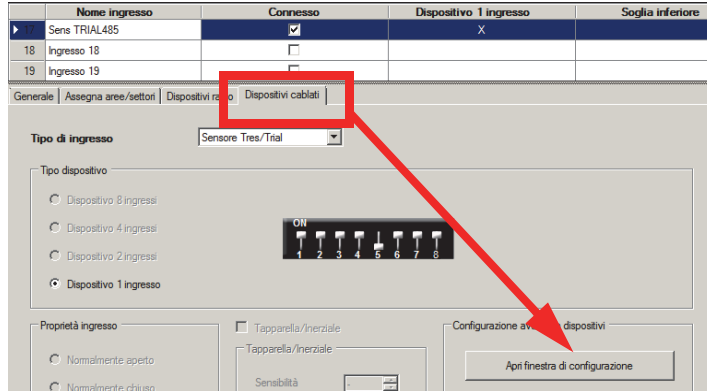 Nome ingresso Connesso Dispositivo 1 ingresso Soglia inferiore
17 Sens TRIAL485 X
18 Ingresso 18
19 Ingresso 19
Generale Assegna aree/settori Dispositivi Dispositivi cablati
Tipo di ingresso Sensore Tres/Trial
Tipo dispositivo
Dispositivo 8 ingressi
Dispositivo 4 ingressi
Dispositivo 2 ingressi
Dispositivo 1 ingresso
ON
1 2 3 4 5 6 7 8
Proprietà ingresso Tapparella/Inerziale Configurazione dispositivi
Tapparella/Inerziale
Normalmente aperto Apri finestra di configurazione
Normalmente chiuso Sensibilità -